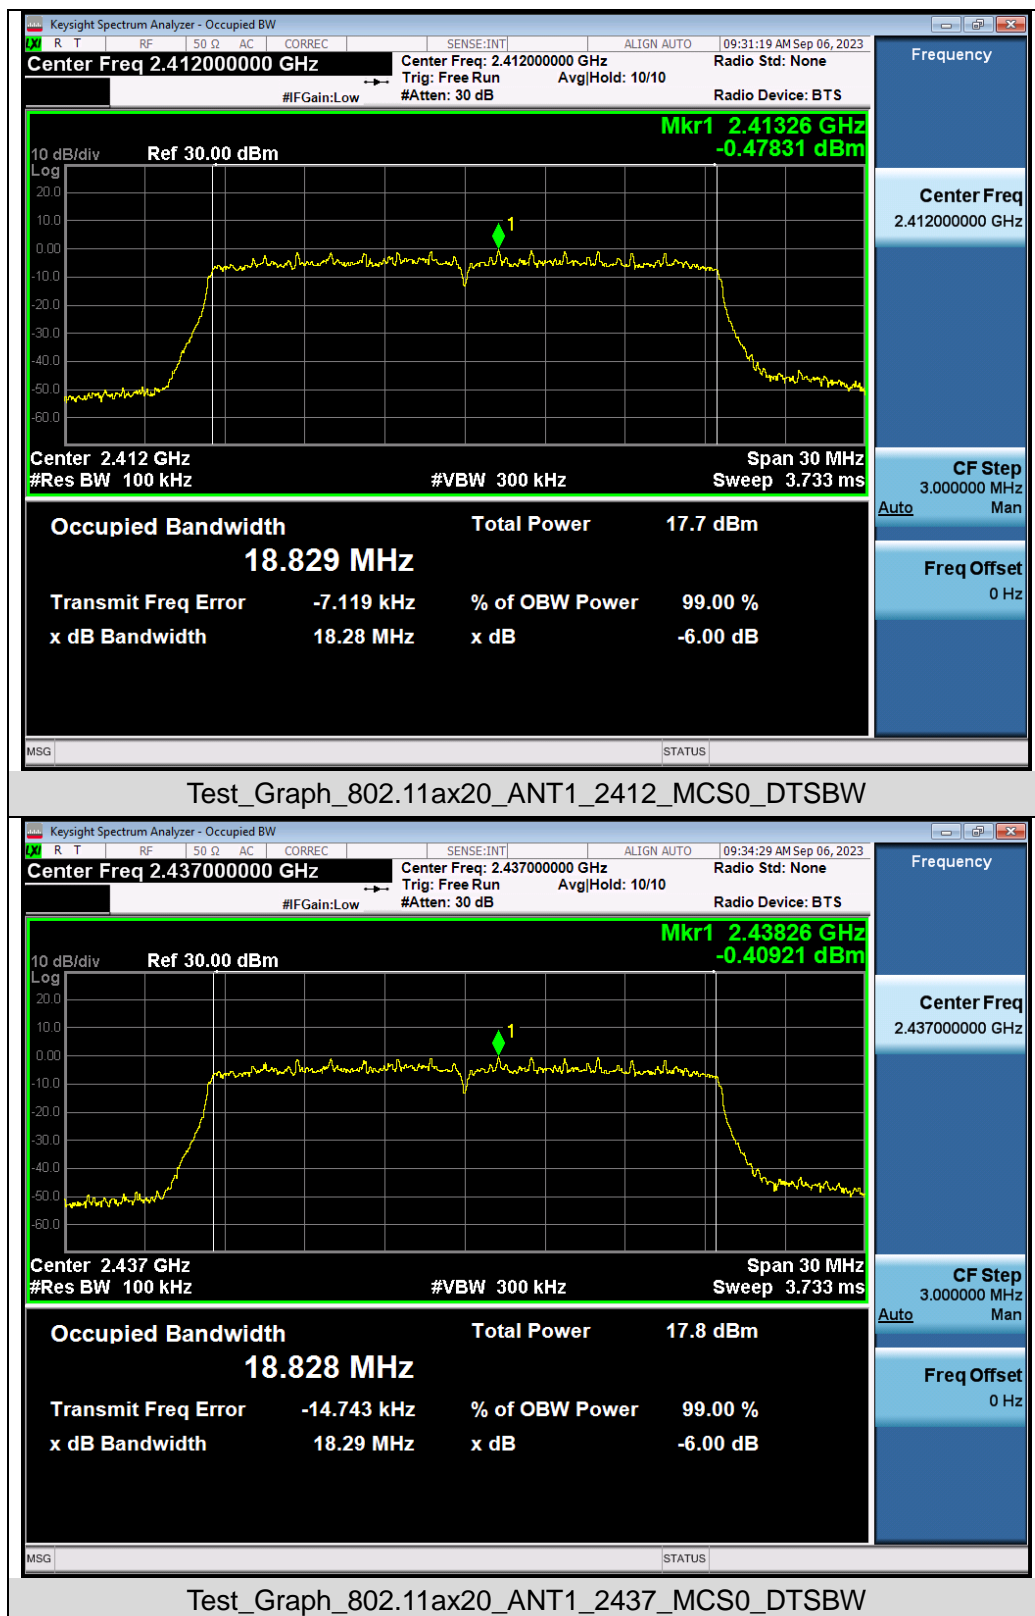 Keysight Spectrum Analyzer - Occupied BW
LXI R T RF 50 Ω AC CORREC SENSE:INT ALIGN AUTO 09:31:19 AM Sep 06, 2023
Center Freq 2.412000000 GHz
Center Freq: 2.412000000 GHz Radio Std: None
Trig: Free Run Avg|Hold: 10/10
#IFGain:Low #Atten: 30 dB Radio Device: BTS
Frequency
Mkr1 2.41326 GHz
-0.47831 dBm
10 dB/div Ref 30.00 dBm
Log
20.0
10.0
0.00
-10.0
-20.0
-30.0
-40.0
-50.0
-60.0
1
Center Freq
2.412000000 GHz
Center 2.412 GHz Span 30 MHz
#Res BW 100 kHz #VBW 300 kHz Sweep 3.733 ms
CF Step
3.000000 MHz
Auto Man
Occupied Bandwidth Total Power 17.7 dBm
18.829 MHz
Freq Offset
0 Hz
Transmit Freq Error -7.119 kHz % of OBW Power 99.00 %
x dB Bandwidth 18.28 MHz x dB -6.00 dB
MSG STATUS
Test_Graph_802.11ax20_ANT1_2412_MCS0_DTSBW
Keysight Spectrum Analyzer - Occupied BW
LXI R T RF 50 Ω AC CORREC SENSE:INT ALIGN AUTO 09:34:29 AM Sep 06, 2023
Center Freq 2.437000000 GHz
Center Freq: 2.437000000 GHz Radio Std: None
Trig: Free Run Avg|Hold: 10/10
#IFGain:Low #Atten: 30 dB Radio Device: BTS
Frequency
Mkr1 2.43826 GHz
-0.40921 dBm
10 dB/div Ref 30.00 dBm
Log
20.0
10.0
0.00
-10.0
-20.0
-30.0
-40.0
-50.0
-60.0
1
Center Freq
2.437000000 GHz
Center 2.437 GHz Span 30 MHz
#Res BW 100 kHz #VBW 300 kHz Sweep 3.733 ms
CF Step
3.000000 MHz
Auto Man
Occupied Bandwidth Total Power 17.8 dBm
18.828 MHz
Freq Offset
0 Hz
Transmit Freq Error -14.743 kHz % of OBW Power 99.00 %
x dB Bandwidth 18.29 MHz x dB -6.00 dB
MSG STATUS
Test_Graph_802.11ax20_ANT1_2437_MCS0_DTSBW